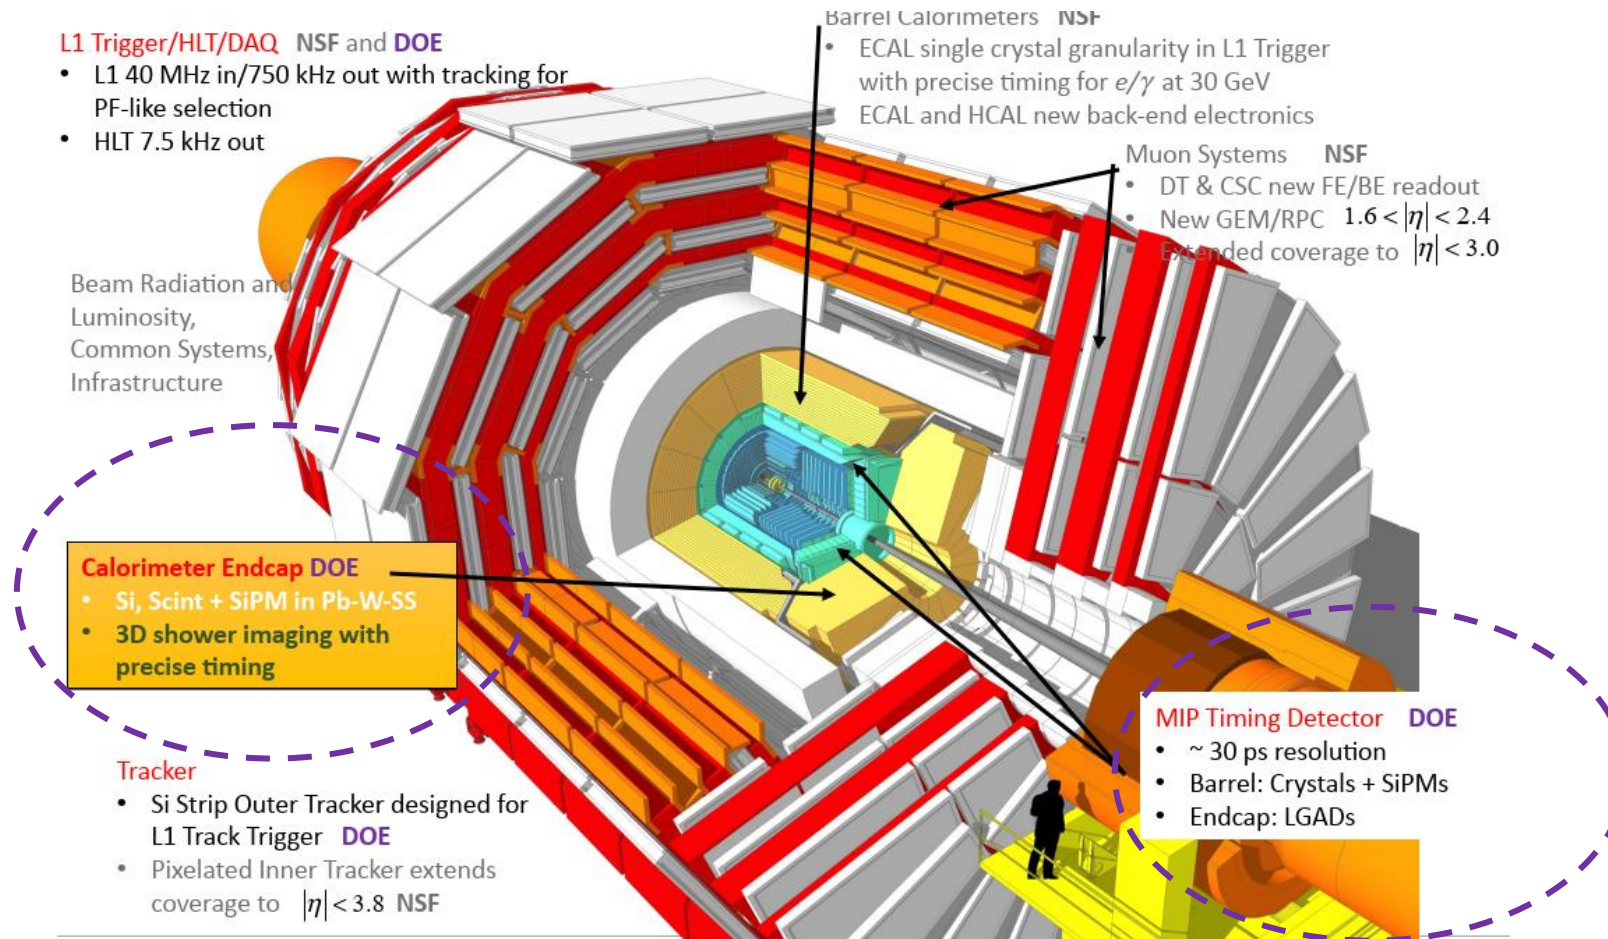 L1 Trigger/HLT/DAQ NSF and DOE
• L1 40 MHz in/750 kHz out with tracking for
PF-like selection
• HLT 7.5 kHz out
Barrel Calorimeters NSF
• ECAL single crystal granularity in L1 Trigger
with precise timing for e/γ at 30 GeV
ECAL and HCAL new back-end electronics
Muon Systems NSF
• DT & CSC new FE/BE readout
• New GEM/RPC 1.6 < |η| < 2.4
• Extended coverage to |η| < 3.0
Beam Radiation and
Luminosity,
Common Systems,
Infrastructure
Calorimeter Endcap DOE
• Si, Scint + SiPM in Pb-W-SS
• 3D shower imaging with
precise timing
MIP Timing Detector DOE
• ~ 30 ps resolution
• Barrel: Crystals + SiPMs
• Endcap: LGADs
Tracker
• Si Strip Outer Tracker designed for
L1 Track Trigger DOE
• Pixelated Inner Tracker extends
coverage to |η| < 3.8 NSF